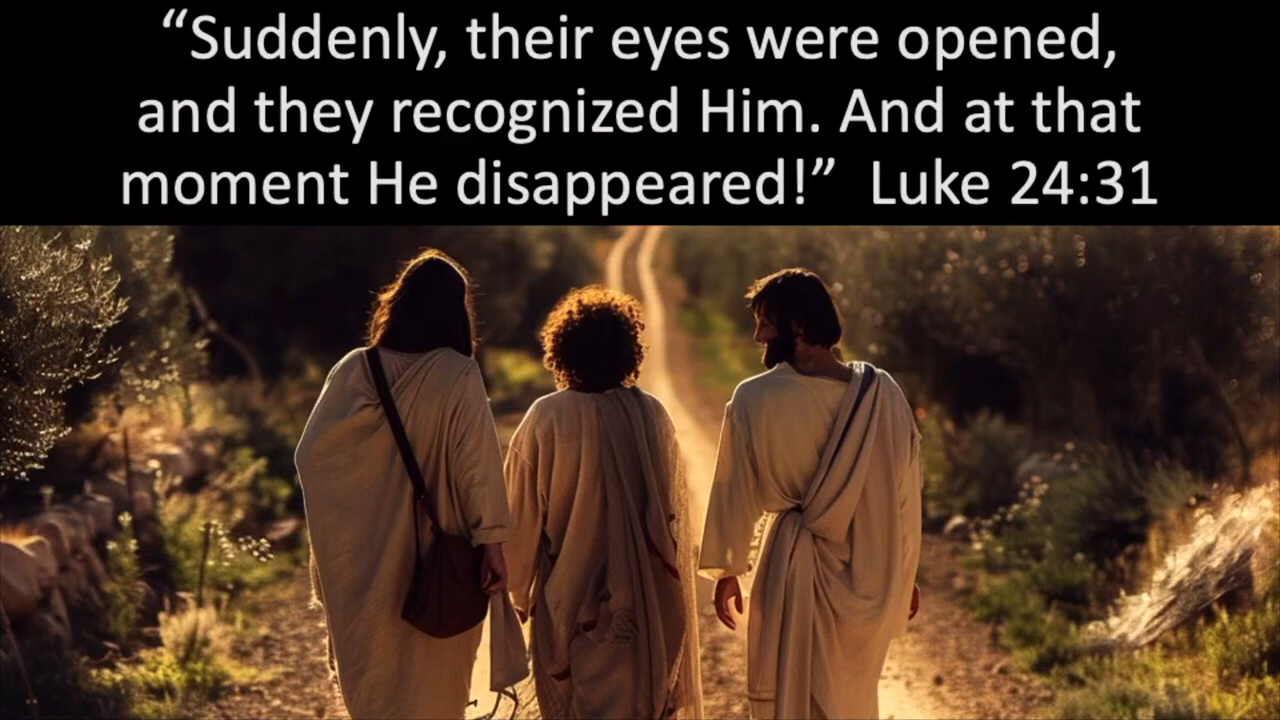 “Suddenly, their eyes were opened,
and they recognized Him. And at that
moment He disappeared!”  Luke 24:31